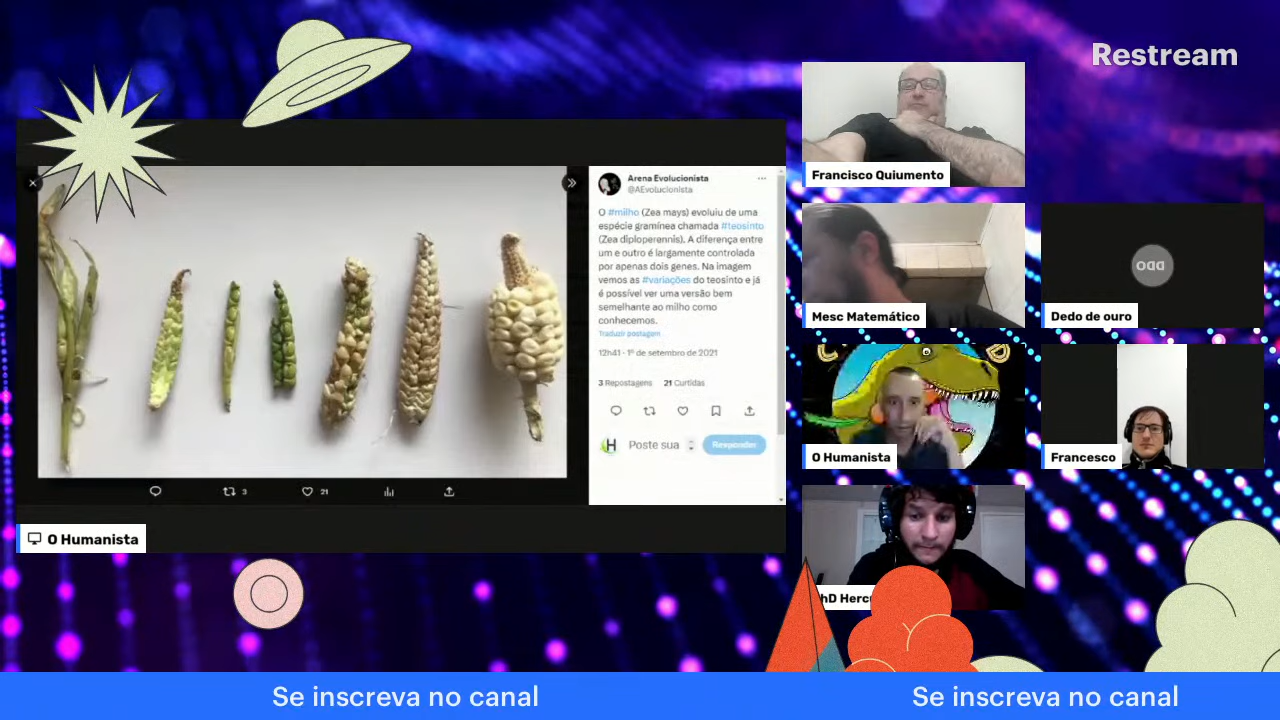 Restream
Arena Evolucionista
@AEvolucionista
O #milho (Zea mays) evoluiu de uma
espécie gramínea chamada #teosinto
(Zea diploperennis). A diferença entre
um e outro é largamente controlada
por apenas dois genes. Na imagem
vemos as #variações do teosinto e já
é possível ver uma versão bem
semelhante ao milho como
conhecemos.
Traduzir postagem
12h41 · 1º de setembro de 2021
3 Repostagens 21 Curtidas
Poste sua
Responder
3
21
O Humanista
Francisco Quiumento
Mesc Matemático
Dedo de ouro
O Humanista
Francesco
Se inscreva no canal
Se inscreva no canal